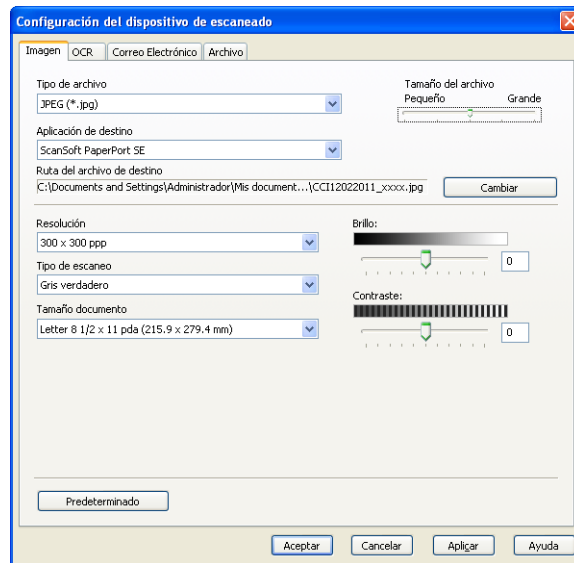 Configuración del dispositivo de escaneado
Imagen OCR Correo Electrónico Archivo
Tipo de archivo
JPEG (*.jpg)
Tamaño del archivo
Pequeño Grande
Aplicación de destino
ScanSoft PaperPort SE
Ruta del archivo de destino
C:\Documents and Settings\Administrador\Mis document...\CCI12022011_xxxx.jpg
Cambiar
Resolución
300 x 300 ppp
Tipo de escaneo
Gris verdadero
Tamaño documento
Letter 8 1/2 x 11 pda (215.9 x 279.4 mm)
Brillo:
0
Contraste:
0
Predeterminado
Aceptar Cancelar Aplicar Ayuda